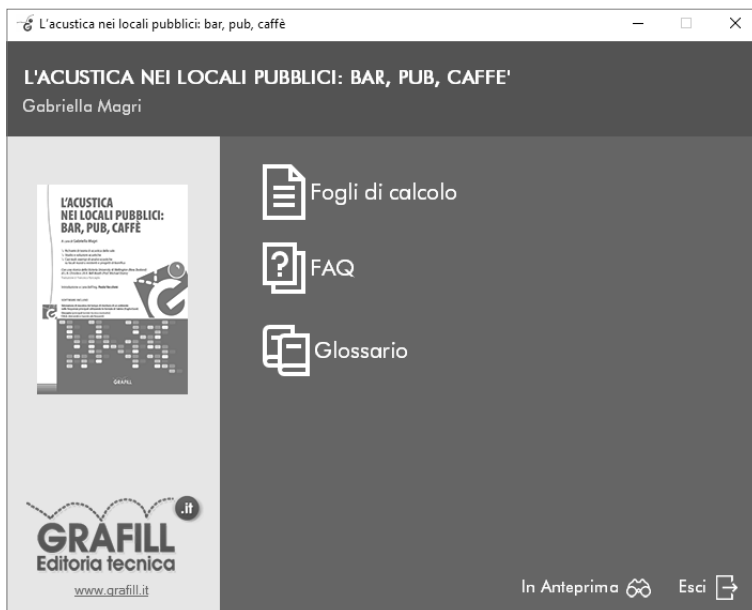 L'acustica nei locali pubblici: bar, pub, caffè
L'ACUSTICA NEI LOCALI PUBBLICI: BAR, PUB, CAFFE'
Gabriella Magri
L'ACUSTICA
NEI LOCALI PUBBLICI:
BAR, PUB, CAFFÈ
GRAFILL
Fogli di calcolo
FAQ
Glossario
.it
GRAFILL
Editoria tecnica
www.grafill.it
In Anteprima
Esci